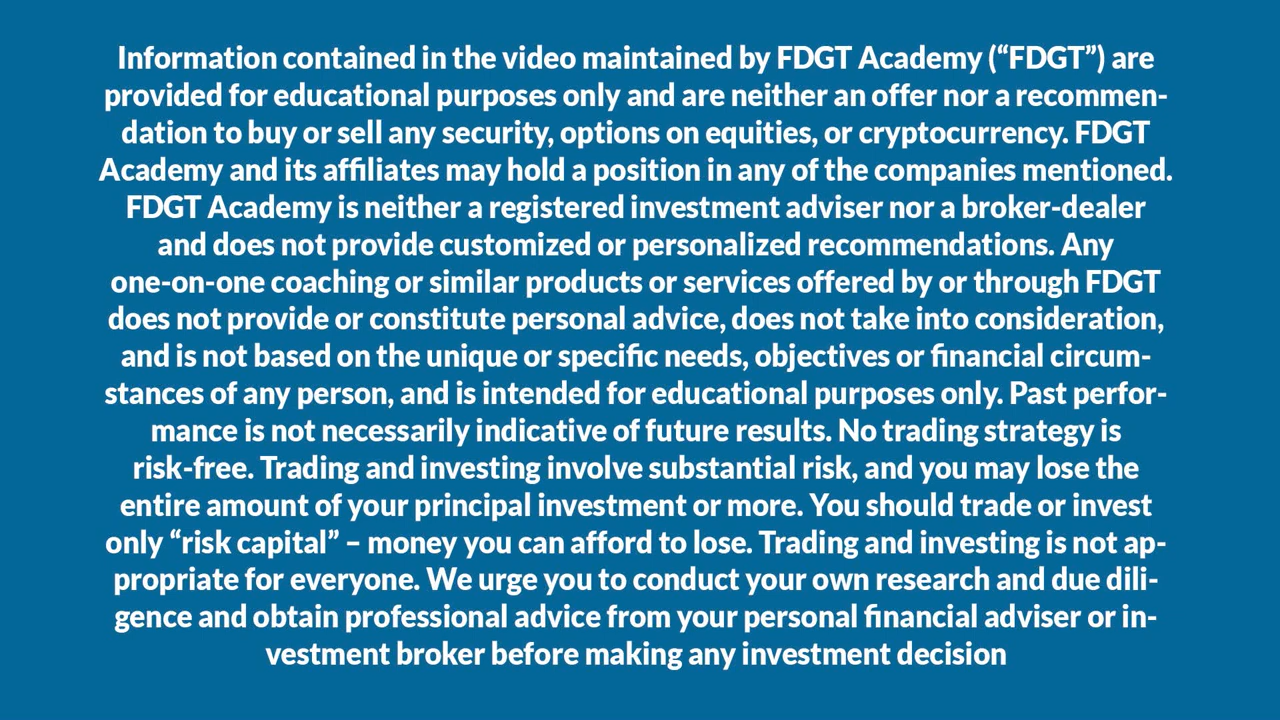 Information contained in the video maintained by FDGT Academy (“FDGT”) are
provided for educational purposes only and are neither an offer nor a recommen-
dation to buy or sell any security, options on equities, or cryptocurrency. FDGT
Academy and its affiliates may hold a position in any of the companies mentioned.
FDGT Academy is neither a registered investment adviser nor a broker-dealer
and does not provide customized or personalized recommendations. Any
one-on-one coaching or similar products or services offered by or through FDGT
does not provide or constitute personal advice, does not take into consideration,
and is not based on the unique or specific needs, objectives or financial circum-
stances of any person, and is intended for educational purposes only. Past perfor-
mance is not necessarily indicative of future results. No trading strategy is
risk-free. Trading and investing involve substantial risk, and you may lose the
entire amount of your principal investment or more. You should trade or invest
only “risk capital” – money you can afford to lose. Trading and investing is not ap-
propriate for everyone. We urge you to conduct your own research and due dili-
gence and obtain professional advice from your personal financial adviser or in-
vestment broker before making any investment decision